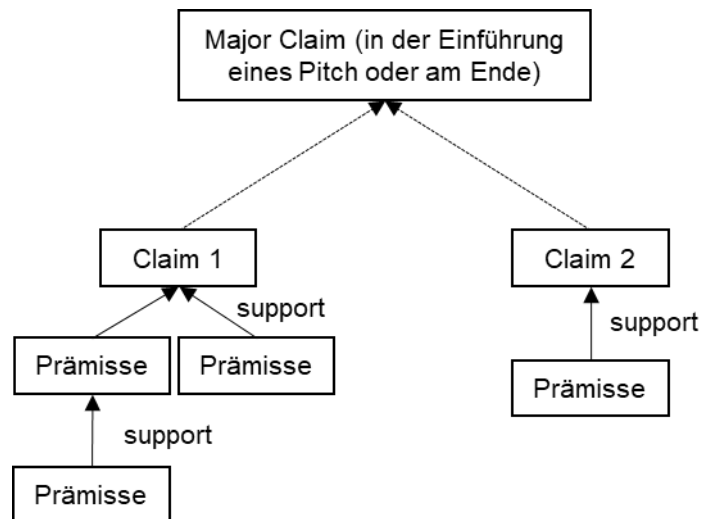 Major Claim (in der Einführung
eines Pitch oder am Ende)
Claim 1
Claim 2
support
support
Prämisse
Prämisse
Prämisse
support
Prämisse